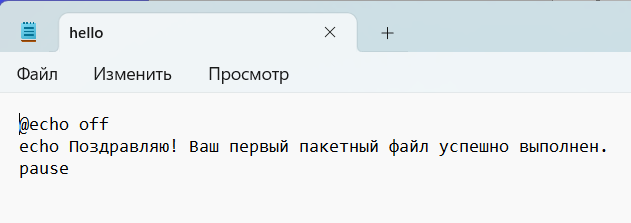 hello
Файл Изменить Просмотр
@echo off
echo Поздравляю! Ваш первый пакетный файл успешно выполнен.
pause